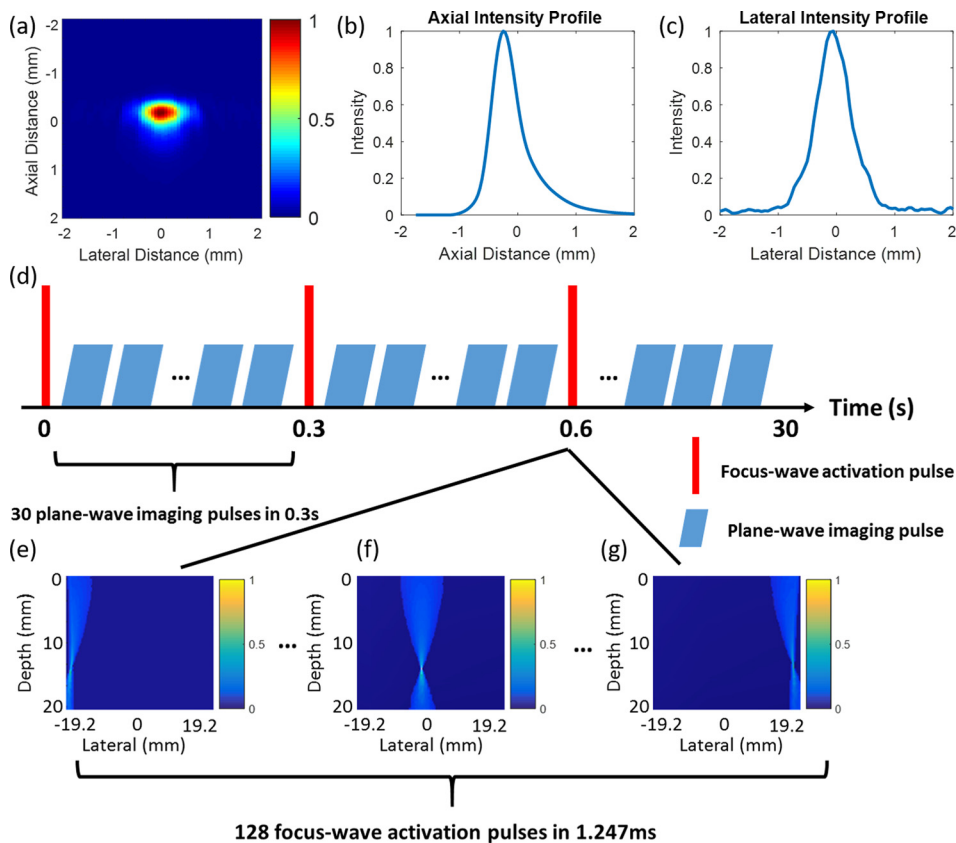 (a)
-2
-1
0
1
2
Axial Distance (mm)
-2 -1 0 1 2
Lateral Distance (mm)
1
0.5
0
(b)
Axial Intensity Profile
1
0.8
0.6
0.4
0.2
0
Intensity
-2 -1 0 1 2
Axial Distance (mm)
(c)
Lateral Intensity Profile
1
0.8
0.6
0.4
0.2
0
Intensity
-2 -1 0 1 2
Lateral Distance (mm)
(d)
... ... ...
0 0.3 0.6 30 Time (s)
30 plane-wave imaging pulses in 0.3s
Focus-wave activation pulse
Plane-wave imaging pulse
(e)
0
10
20
Depth (mm)
-19.2 0 19.2
Lateral (mm)
1
0.5
0
...
(f)
0
10
20
Depth (mm)
-19.2 0 19.2
Lateral (mm)
1
0.5
0
...
(g)
0
10
20
Depth (mm)
-19.2 0 19.2
Lateral (mm)
1
0.5
0
128 focus-wave activation pulses in 1.247ms